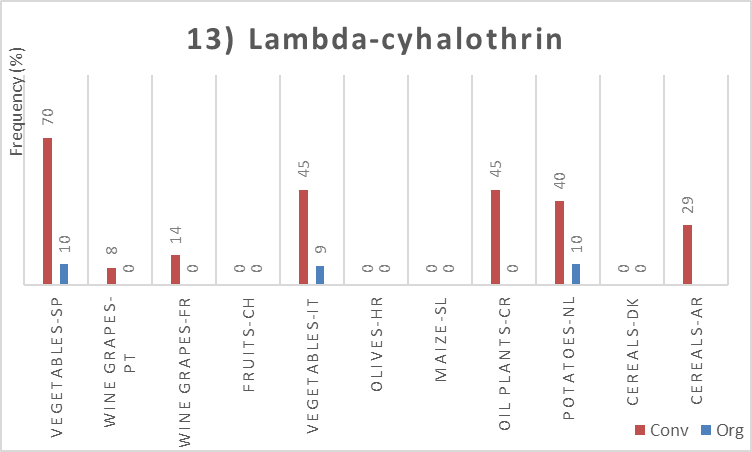 13) Lambda-cyhalothrin
Frequency (%)
70
10
8
0
14
0
0
0
45
9
0
0
0
0
45
0
40
10
0
0
29
VEGETABLES-SP
WINE GRAPES-
PT
WINE GRAPES-FR
FRUITS-CH
VEGETABLES-IT
OLIVES-HR
MAIZE-SL
OIL PLANTS-CR
POTATOES-NL
CEREALS-DK
CEREALS-AR
Conv Org